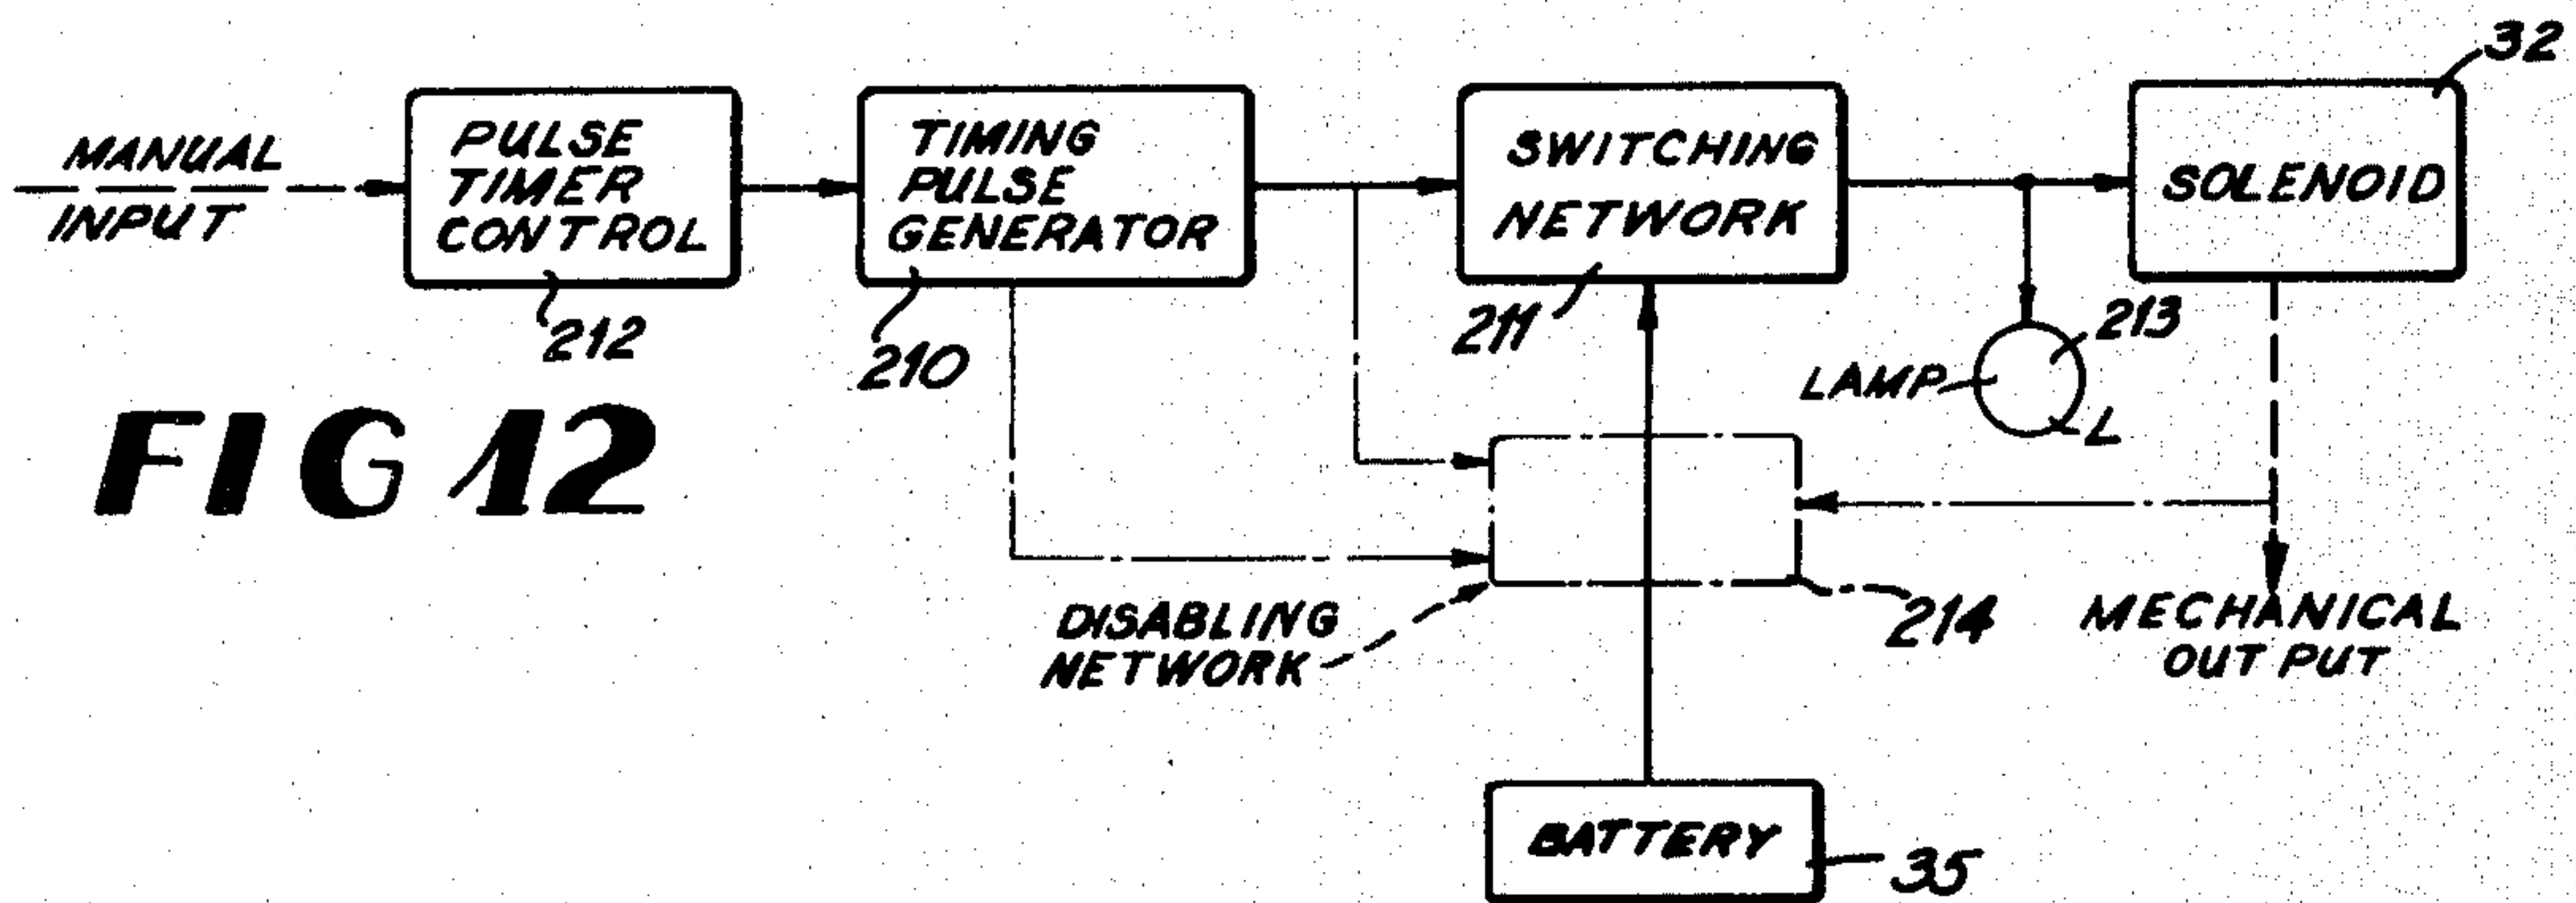 MANUAL
INPUT
PULSE
TIMER
CONTROL
212
TIMING
PULSE
GENERATOR
210
SWITCHING
NETWORK
211
SOLENOID
32
LAMP
213
L
DISABLING
NETWORK
214
MECHANICAL
OUT PUT
BATTERY
35
FIG 12